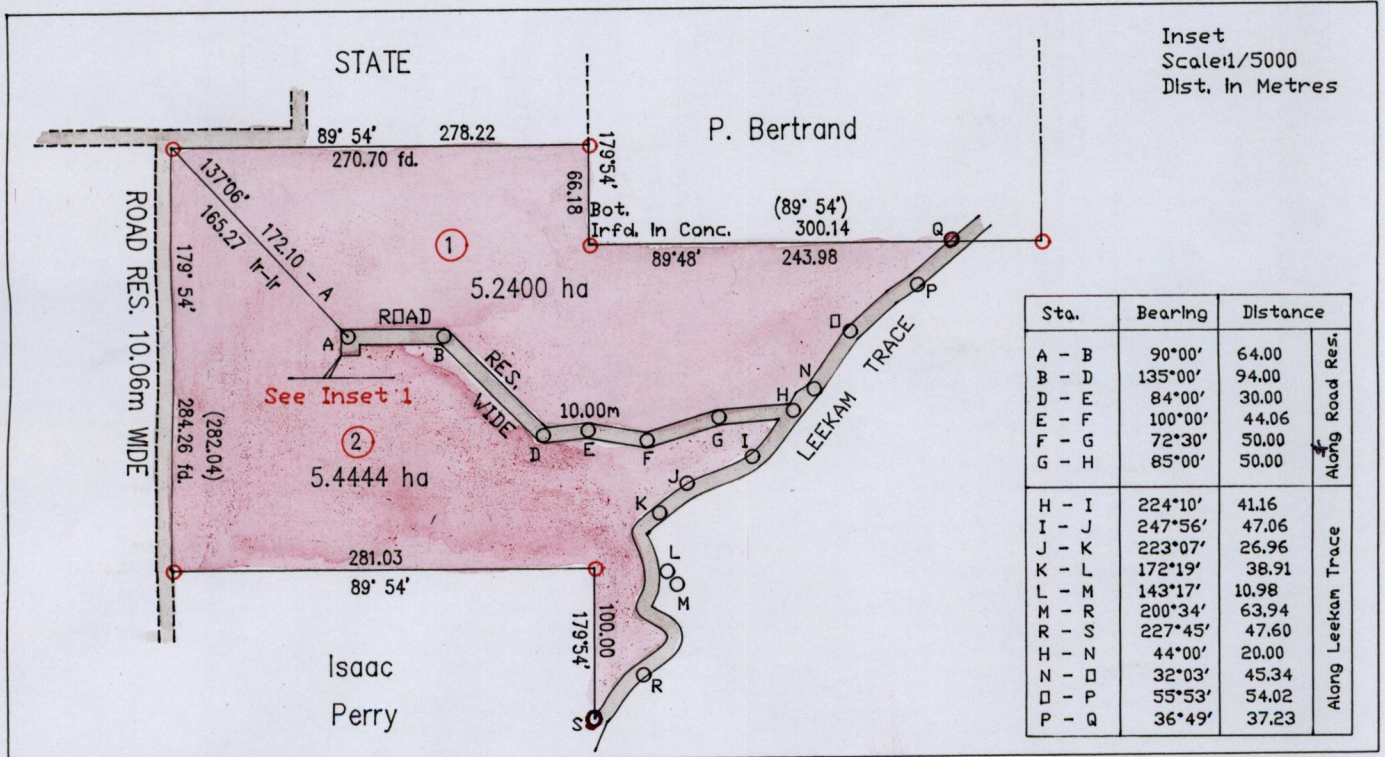 Inset
Scale:1/5000
Dist. in Metres
STATE
P. Bertrand
89° 54' 278.22
270.70 fd.
179°54'
66.18
Bot. (89° 54')
Irfd. In Conc. 300.14
89°48' 243.98
Q
P
O
N
H
LEEKAM TRACE
137°06'
165.27 Ir-Ir
172.10 - A
1
5.2400 ha
ROAD RES. 10.06m WIDE
179° 54'
(282.04)
284.26 fd.
A
ROAD
B
RES.
WIDE
10.00m
D
E
F
G
I
J
K
L
M
R
S
See Inset 1
2
5.4444 ha
281.03
89° 54'
100.00
179°54'
Isaac
Perry
Sta. Bearing Distance
A - B 90°00' 64.00
B - D 135°00' 94.00
D - E 84°00' 30.00
E - F 100°00' 44.06
F - G 72°30' 50.00
G - H 85°00' 50.00
Along Road Res.
H - I 224°10' 41.16
I - J 247°56' 47.06
J - K 223°07' 26.96
K - L 172°19' 38.91
L - M 143°17' 10.98
M - R 200°34' 63.94
R - S 227°45' 47.60
H - N 44°00' 20.00
N - O 32°03' 45.34
O - P 55°53' 54.02
P - Q 36°49' 37.23
Along Leekam Trace